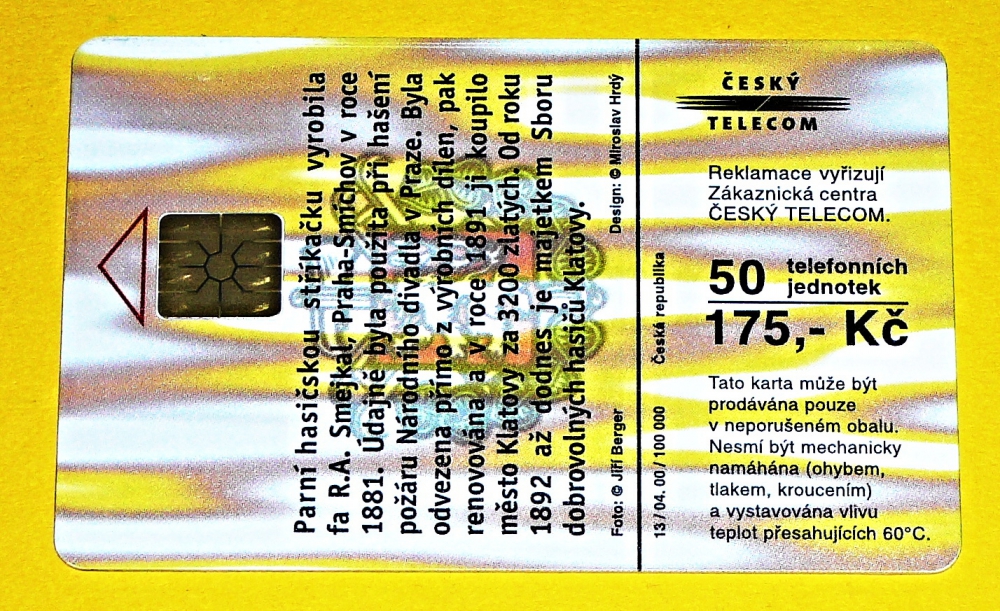 Parní hasičskou stříkačku vyrobila
fa R.A. Smejkal, Praha-Smíchov v roce
1881. Údajně byla použita při hašení
požáru Národního divadla v Praze. Byla
odvezena přímo z výrobních dílen, pak
renovována a v roce 1891 ji koupilo
město Klatovy za 3200 zlatých. Od roku
1892 až dodnes je majetkem Sboru
dobrovolných hasičů Klatovy.
Foto: © Jiří Berger
Design: © Miroslav Hrdý
13 / 04. 00 / 100 000
Česká republika
ČESKÝ
TELECOM
Reklamace vyřizují
Zákaznická centra
ČESKÝ TELECOM.
50 telefonních
jednotek
175,- Kč
Tato karta může být
prodávána pouze
v neporušeném obalu.
Nesmí být mechanicky
namáhána (ohybem,
tlakem, kroucením)
a vystavována vlivu
teplot přesahujících 60°C.